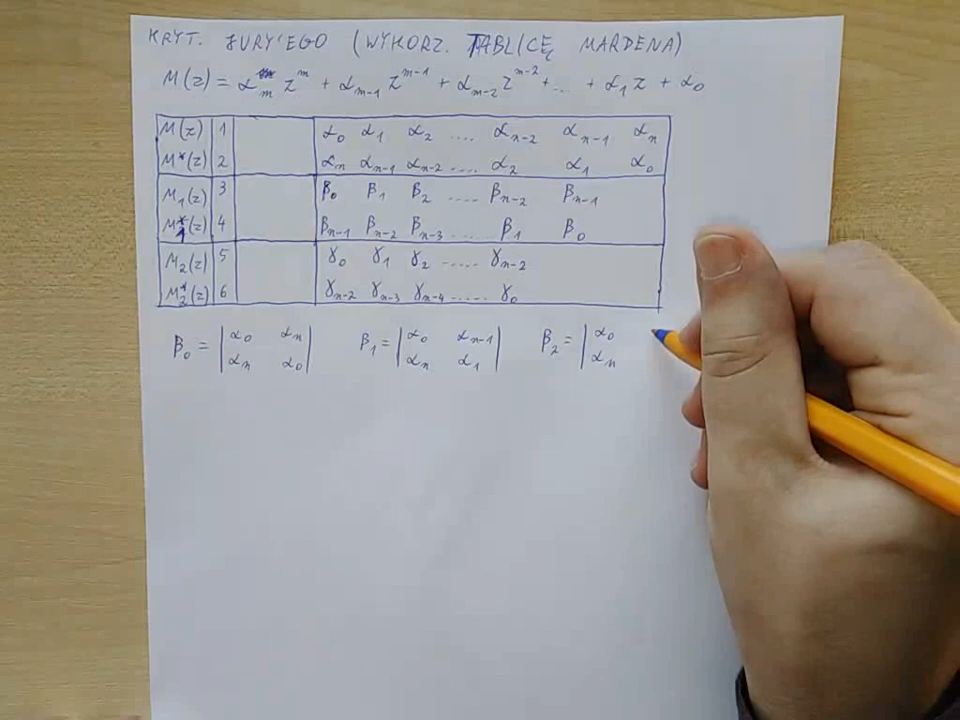 KRYT. JURY'EGO (WYKORZ. TABLICĘ MARDENA)
M(z) = αₘ zᵐ + αₘ₋₁ zᵐ⁻¹ + αₘ₋₂ zᵐ⁻² + ... + α₁ z + α₀
M(z) 1 α₀ α₁ α₂ .... αₙ₋₂ αₙ₋₁ αₙ
M*(z) 2 αₙ αₙ₋₁ αₙ₋₂ .... α₂ α₁ α₀
M₁(z) 3 β₀ β₁ β₂ .... βₙ₋₂ βₙ₋₁
M₁*(z) 4 βₙ₋₁ βₙ₋₂ βₙ₋₃ .... β₁ β₀
M₂(z) 5 γ₀ γ₁ γ₂ ..... γₙ₋₂
M₂*(z) 6 γₙ₋₂ γₙ₋₃ γₙ₋₄ ..... γ₀
β₀ = | α₀ αₙ | β₁ = | α₀ αₙ₋₁ | β₂ = | α₀
| αₙ α₀ | | αₙ α₁ | | αₙ